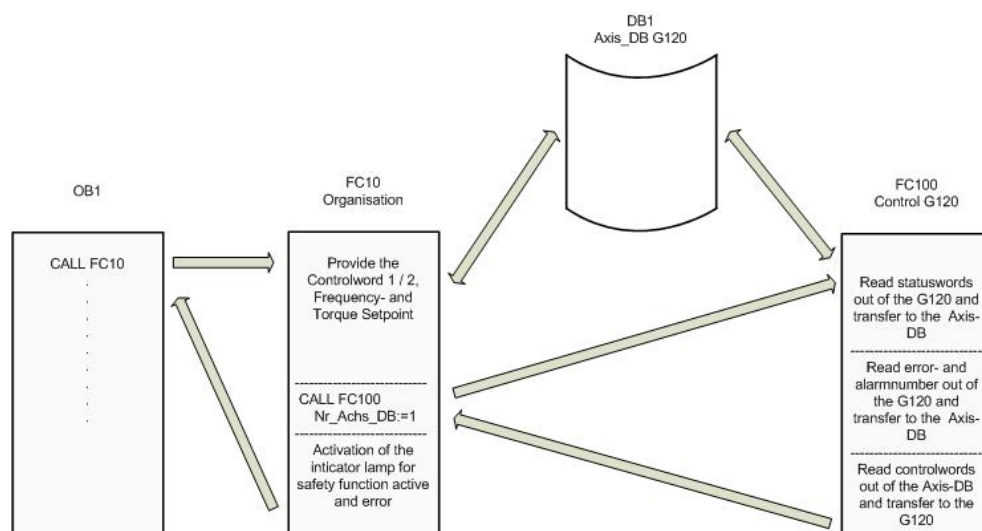 DB1
Axis_DB G120
OB1
CALL FC10
FC10
Organisation
Provide the
Controlword 1 / 2,
Frequency- and
Torque Setpoint
CALL FC100
Nr_Achs_DB:=1
Activation of the
inticator lamp for
safety function active
and error
FC100
Control G120
Read statuswords
out of the G120 and
transfer to the Axis-
DB
Read error- and
alarmnumber out of
the G120 and
transfer to the Axis-
DB
Read controlwords
out of the Axis-DB
and transfer to the
G120